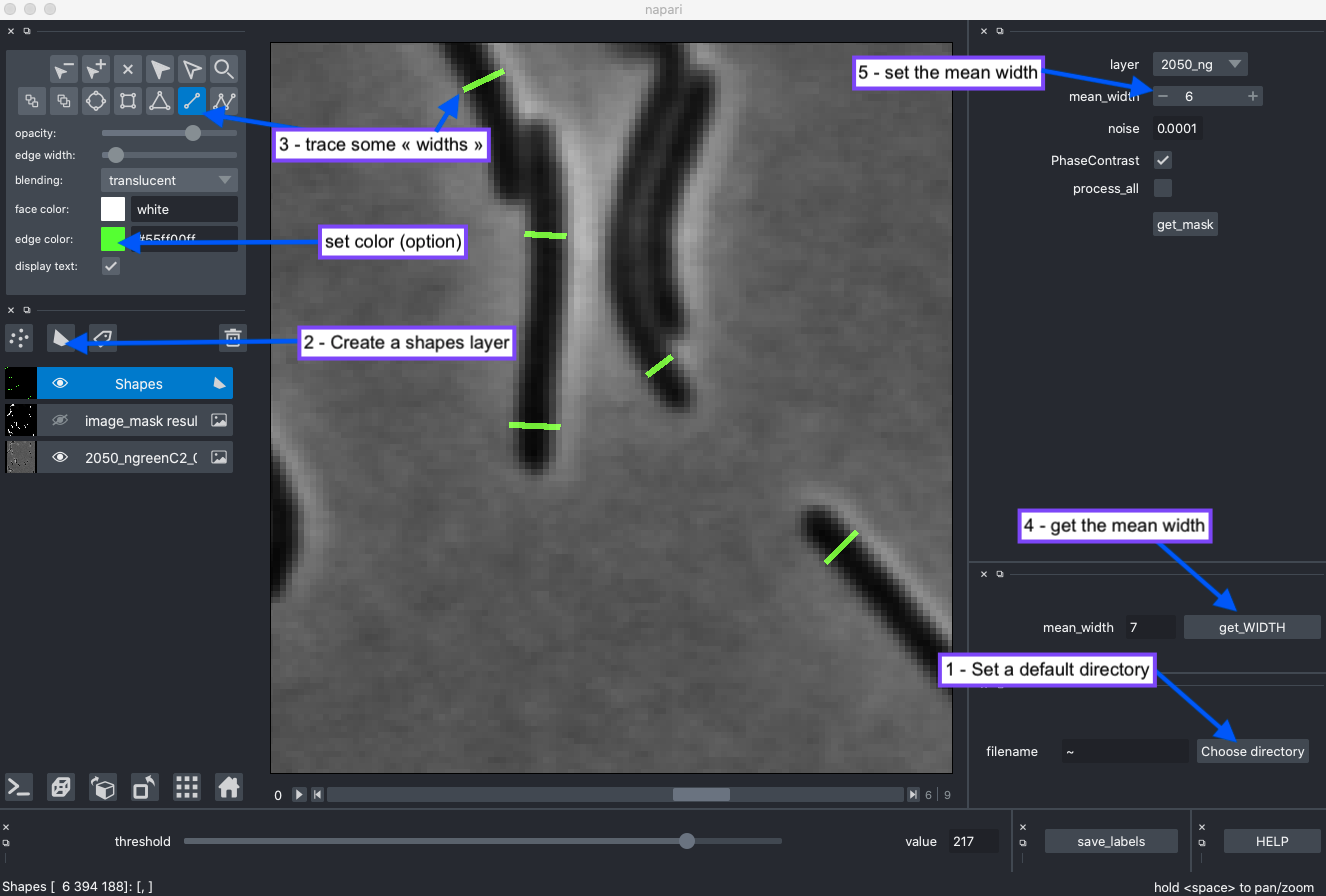 napari
opacity:
edge width:
blending:
translucent
face color:
white
edge color:
#55ff00ff
display text:
Shapes
image_mask resul
2050_ngreenC2_(
5 - set the mean width
3 - trace some « widths »
set color (option)
2 - Create a shapes layer
layer
2050_ng
mean_width
6
noise
0.0001
PhaseContrast
process_all
get_mask
4 - get the mean width
mean_width
7
get_WIDTH
1 - Set a default directory
filename
~
Choose directory
0
6 | 9
threshold
value
217
save_labels
HELP
Shapes [ 6 394 188]: [, ]
hold <space> to pan/zoom